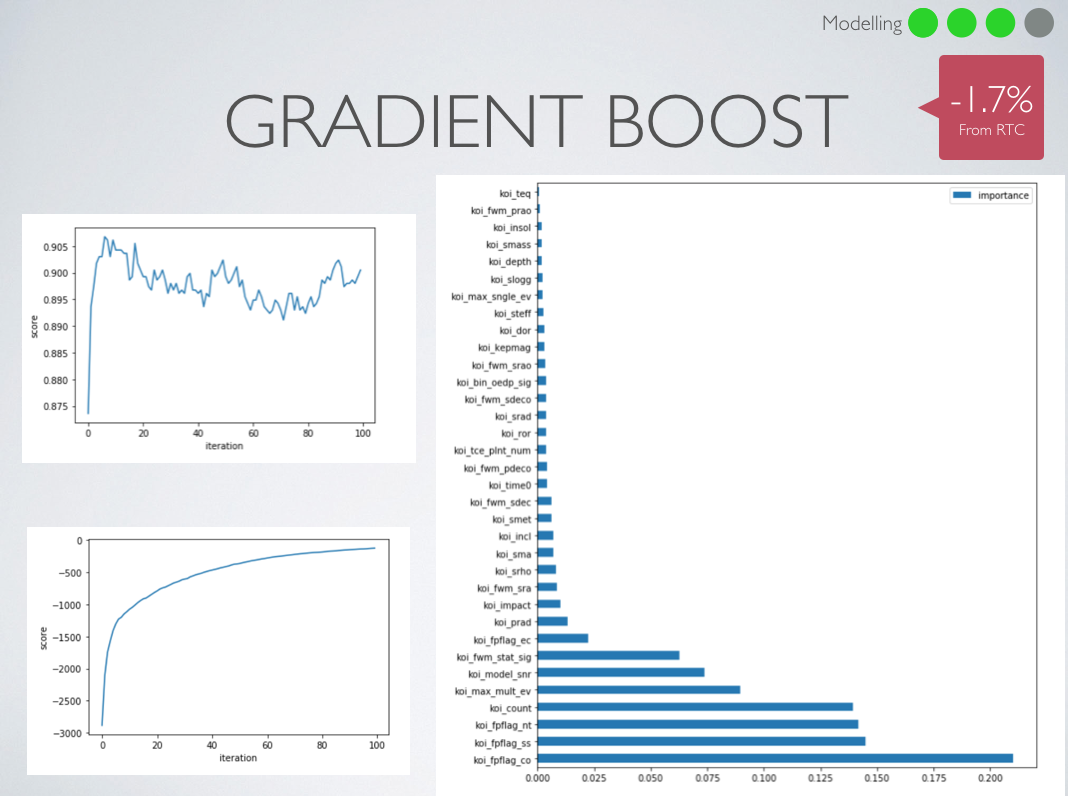 Modelling
GRADIENT BOOST
-1.7%
From RTC
0.905
0.900
0.895
0.890
0.885
0.880
0.875
score
0 20 40 60 80 100
iteration
0
−500
−1000
−1500
−2000
−2500
−3000
score
0 20 40 60 80 100
iteration
importance
koi_teq
koi_fwm_prao
koi_insol
koi_smass
koi_depth
koi_slogg
koi_max_sngle_ev
koi_steff
koi_dor
koi_kepmag
koi_fwm_srao
koi_bin_oedp_sig
koi_fwm_sdeco
koi_srad
koi_ror
koi_tce_plnt_num
koi_fwm_pdeco
koi_time0
koi_fwm_sdec
koi_smet
koi_incl
koi_sma
koi_srho
koi_fwm_sra
koi_impact
koi_prad
koi_fpflag_ec
koi_fwm_stat_sig
koi_model_snr
koi_max_mult_ev
koi_count
koi_fpflag_nt
koi_fpflag_ss
koi_fpflag_co
0.000 0.025 0.050 0.075 0.100 0.125 0.150 0.175 0.200